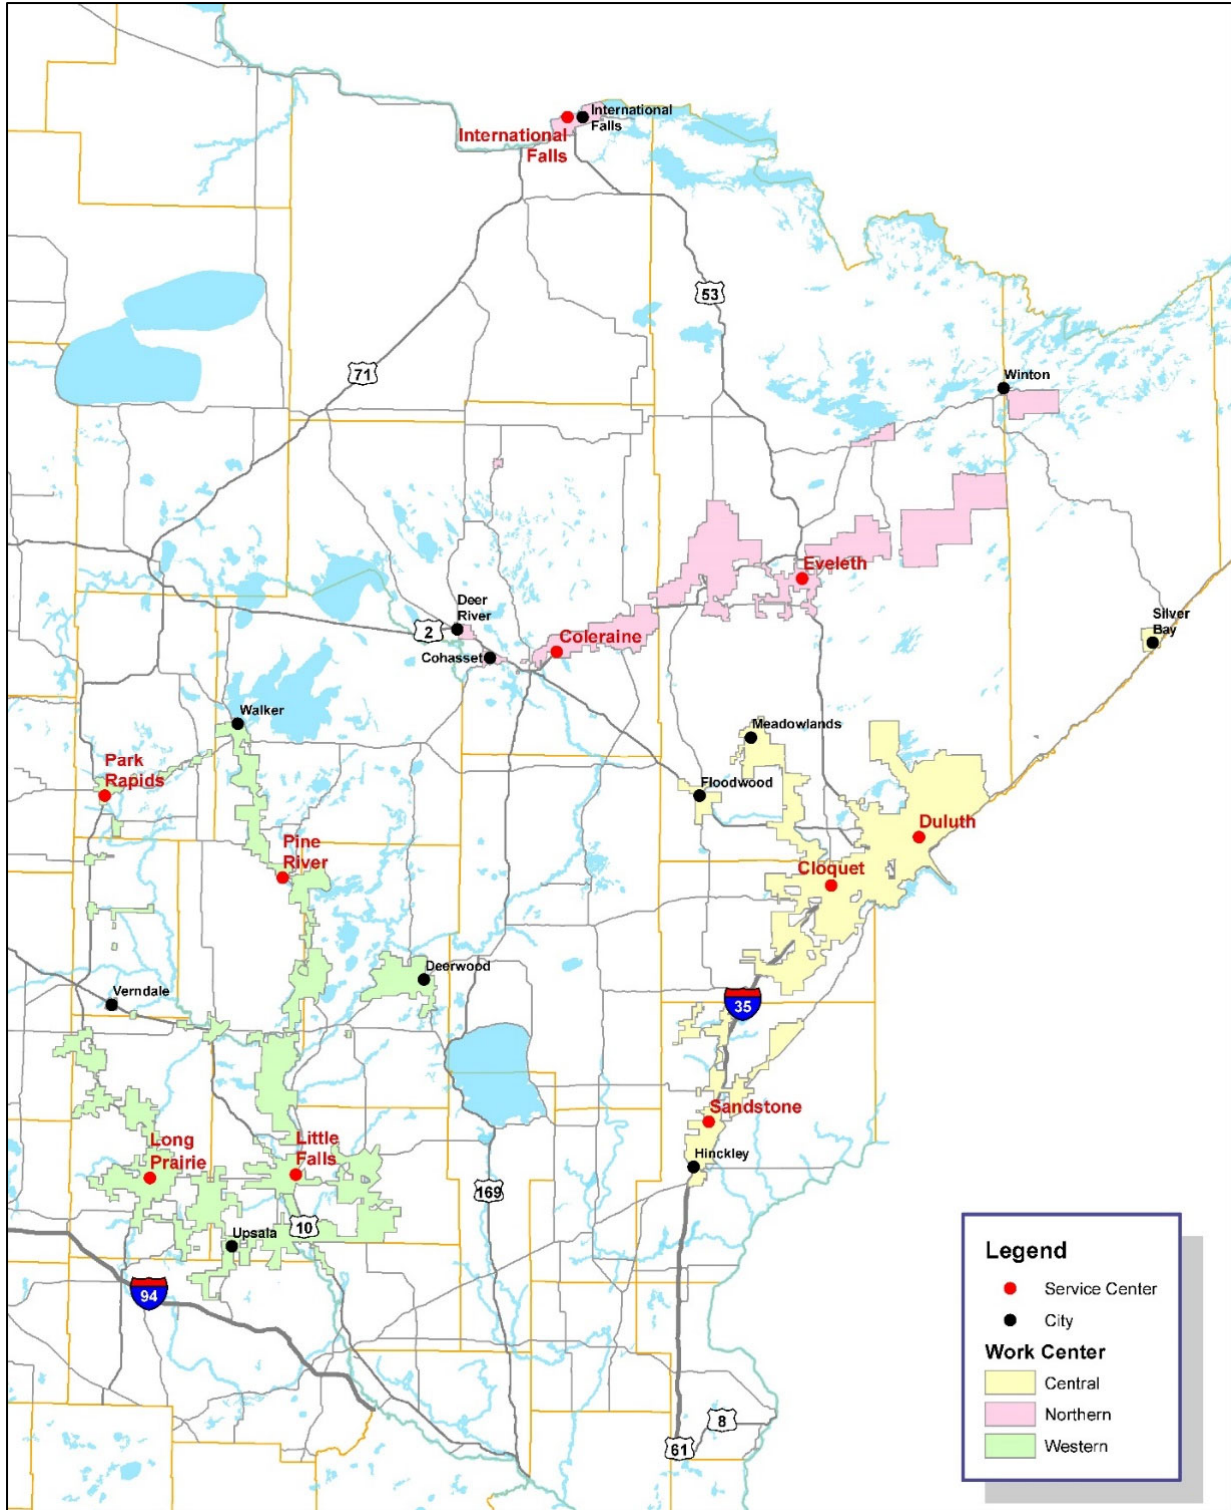 International
Falls
International
Falls
53
71
Winton
Eveleth
Deer
River
2
Cohasset
Coleraine
Silver
Bay
Walker
Meadowlands
Park
Rapids
Floodwood
Duluth
Pine
River
Cloquet
Deerwood
Verndale
35
Sandstone
Long
Prairie
Little
Falls
Hinckley
169
10
Upsala
94
8
61
Legend
Service Center
City
Work Center
Central
Northern
Western